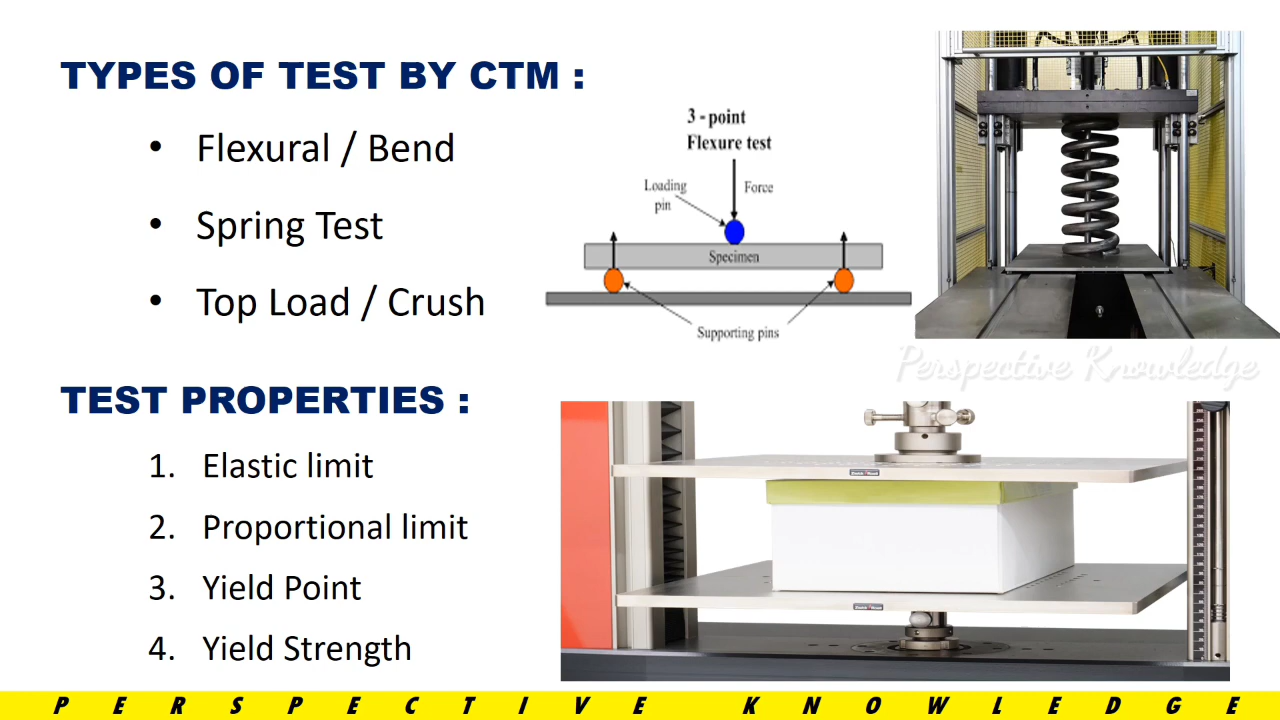 TYPES OF TEST BY CTM :
• Flexural / Bend
• Spring Test
• Top Load / Crush
3 - point
Flexure test
Loading
pin
Force
Specimen
Supporting pins
Perspective Knowledge
TEST PROPERTIES :
1. Elastic limit
2. Proportional limit
3. Yield Point
4. Yield Strength
PERSPECTIVE KNOWLEDGE